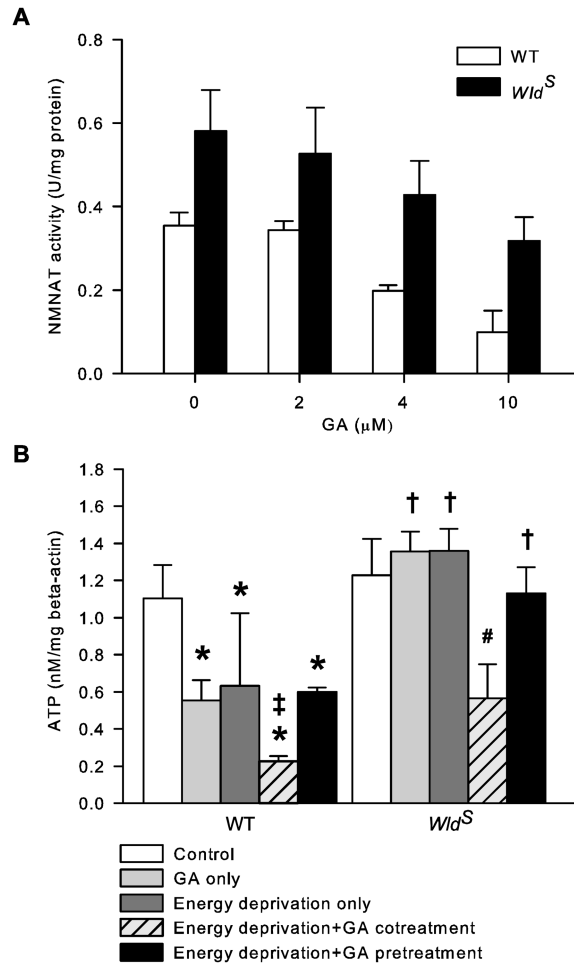 A
NMNAT activity (U/mg protein)
0.8
0.6
0.4
0.2
0.0
WT
Wld^S
0
2
4
10
GA (μM)
B
ATP (nM/mg beta-actin)
1.8
1.6
1.4
1.2
1.0
0.8
0.6
0.4
0.2
0.0
*
*
‡
*
*
†
†
#
†
WT
Wld^S
Control
GA only
Energy deprivation only
Energy deprivation+GA cotreatment
Energy deprivation+GA pretreatment